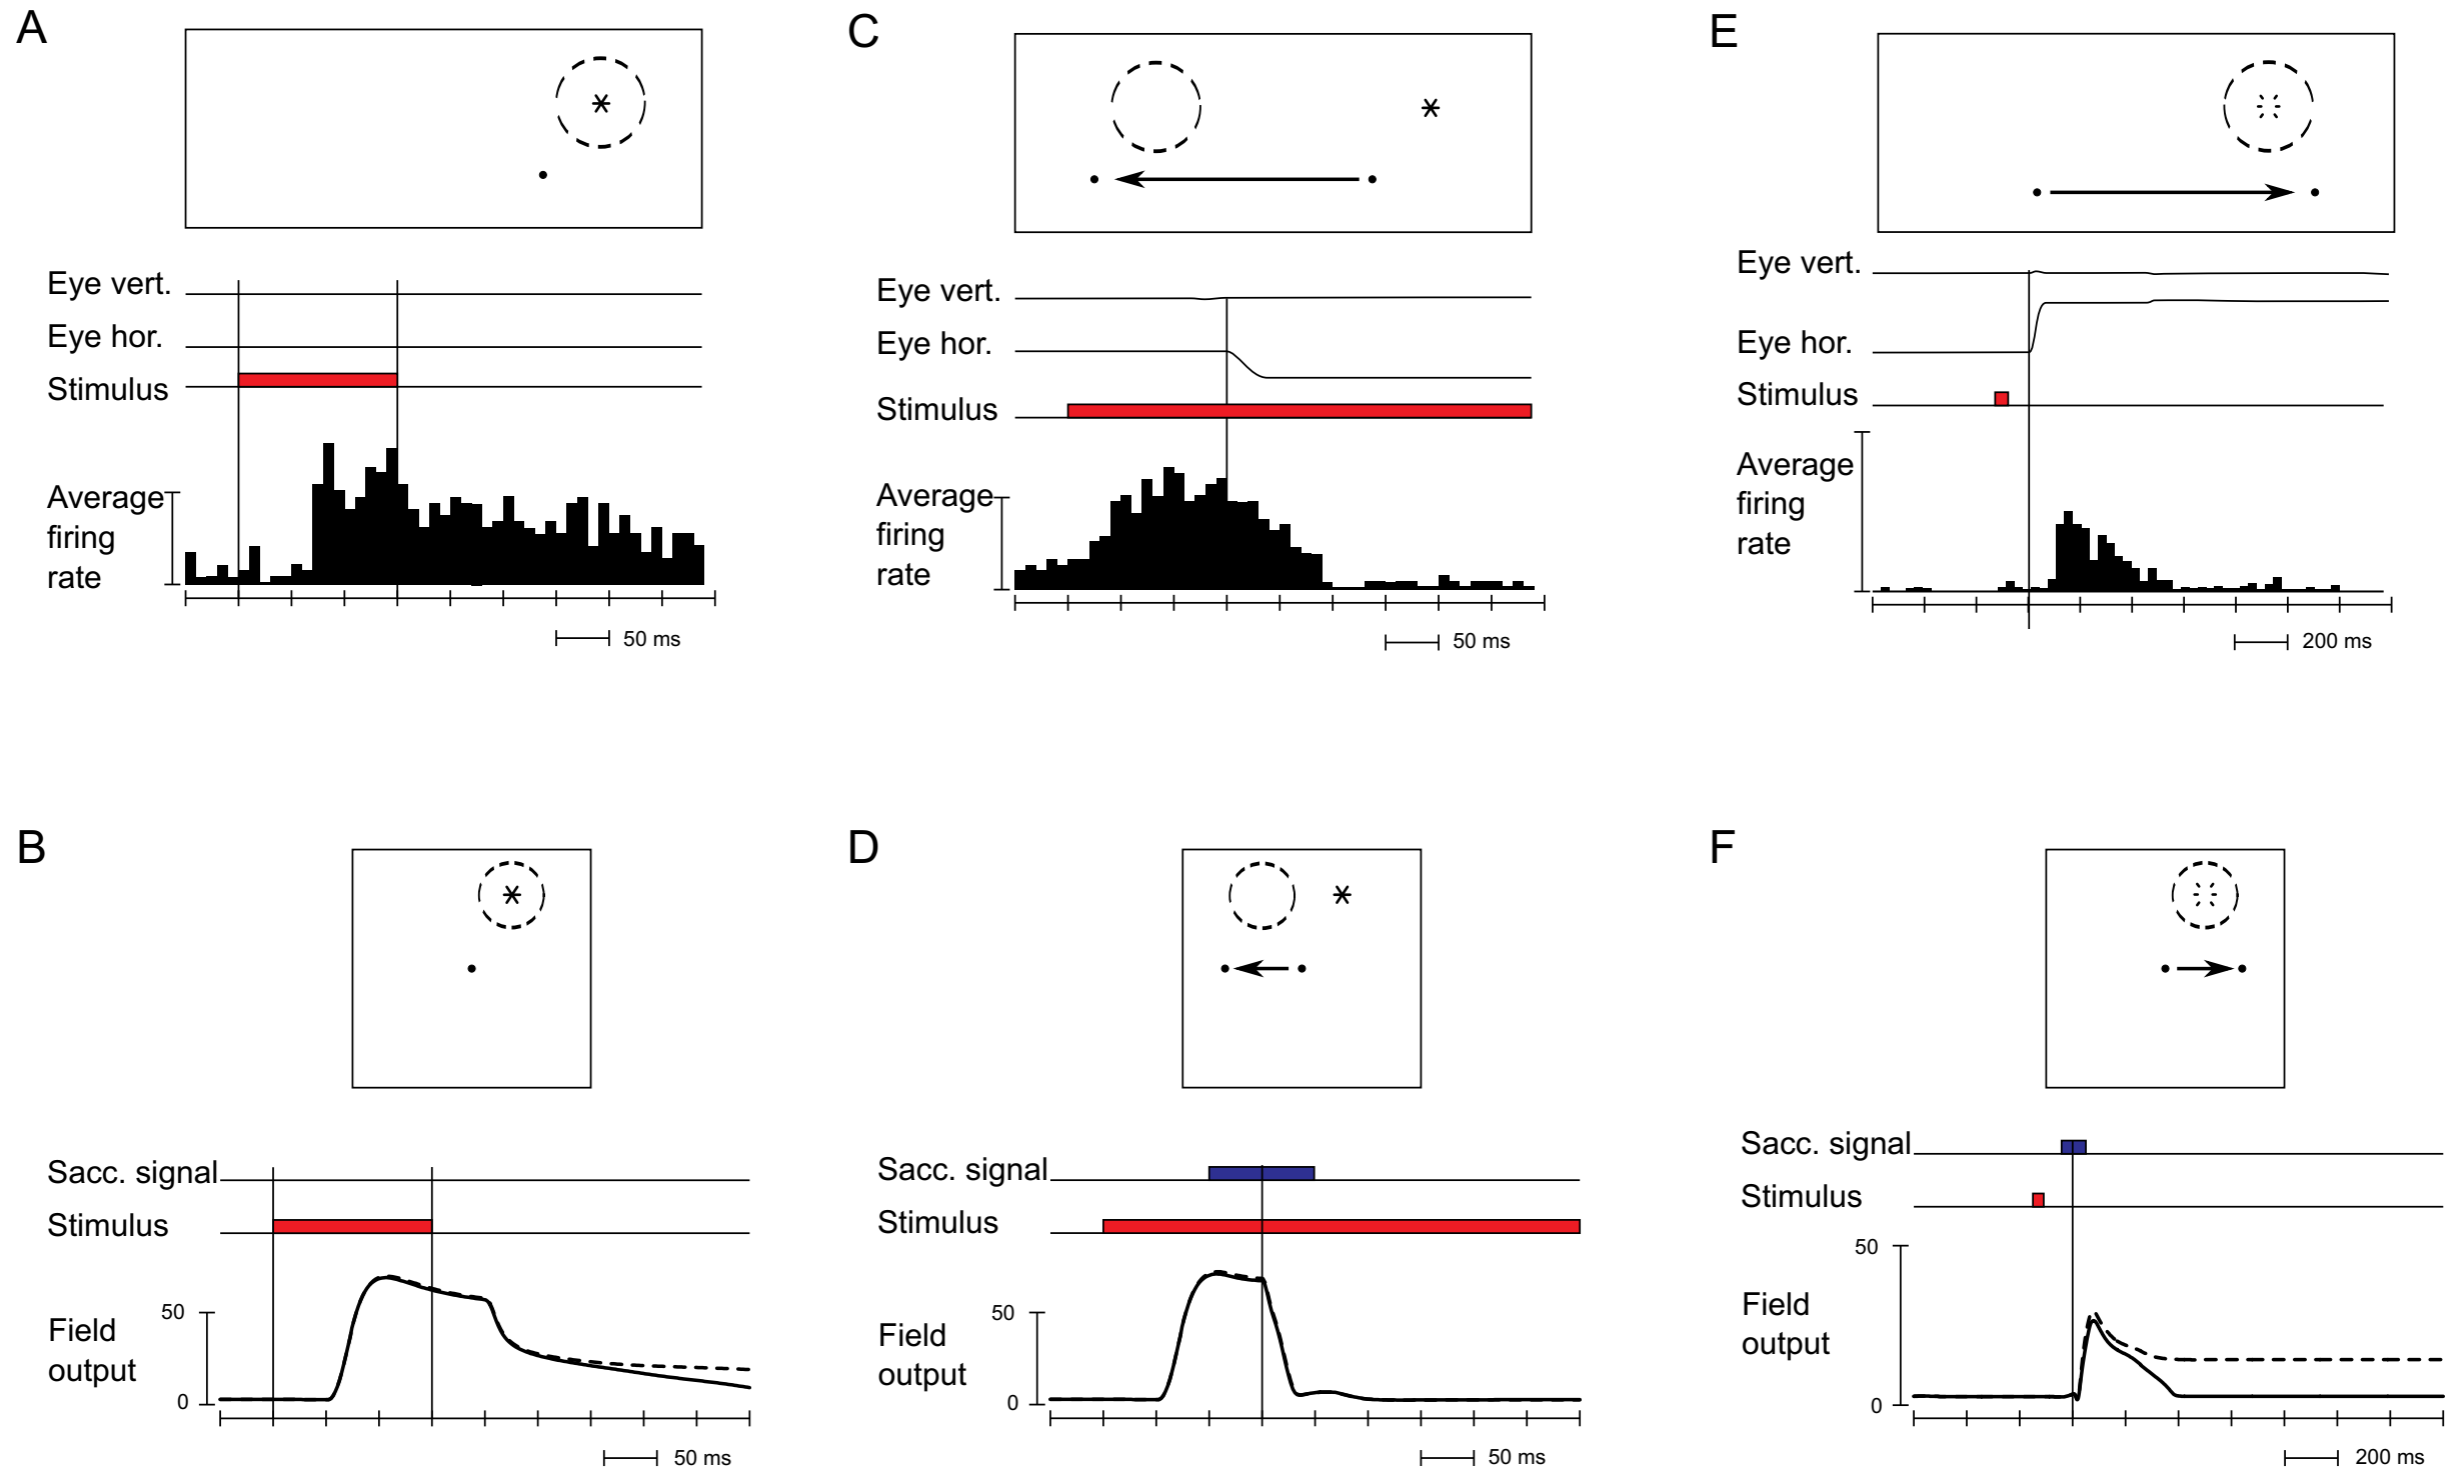 A
Eye vert.
Eye hor.
Stimulus
Average
firing
rate
50 ms
C
Eye vert.
Eye hor.
Stimulus
Average
firing
rate
50 ms
E
Eye vert.
Eye hor.
Stimulus
Average
firing
rate
200 ms
B
Sacc. signal
Stimulus
50
Field
output
0
50 ms
D
Sacc. signal
Stimulus
50
Field
output
0
50 ms
F
Sacc. signal
Stimulus
50
Field
output
0
200 ms